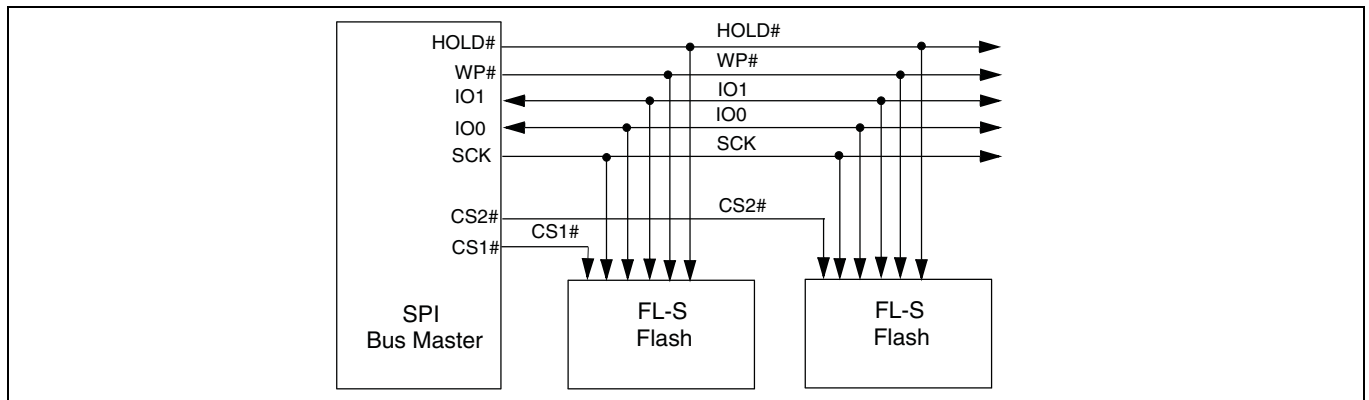 HOLD#
HOLD#
WP#
WP#
IO1
IO1
IO0
IO0
SCK
SCK
CS2#
CS2#
CS1#
CS1#
SPI
Bus Master
FL-S
Flash
FL-S
Flash